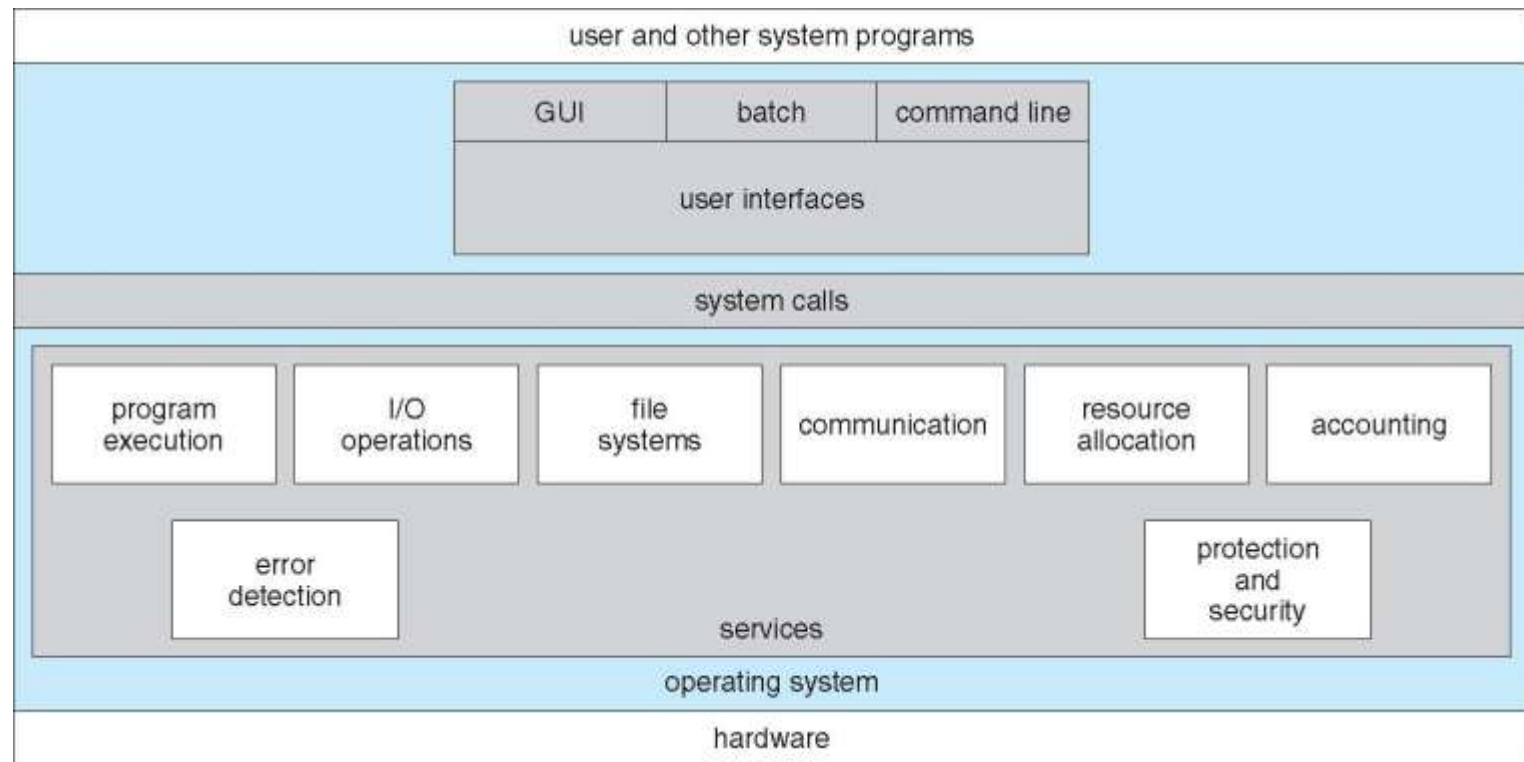 user and other system programs
GUI
batch
command line
user interfaces
system calls
program
execution
I/O
operations
file
systems
communication
resource
allocation
accounting
error
detection
protection
and
security
services
operating system
hardware